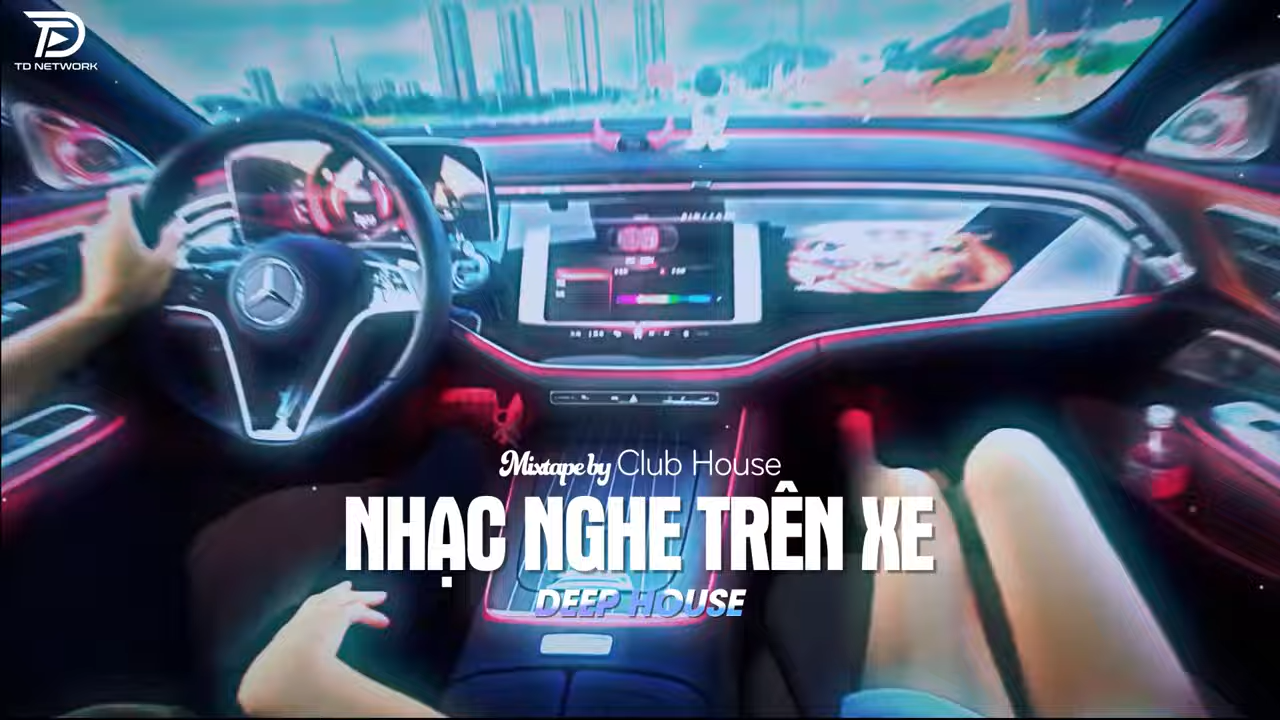 TD NETWORK
Mixtape by Club House
NHẠC NGHE TRÊN XE
DEEP HOUSE